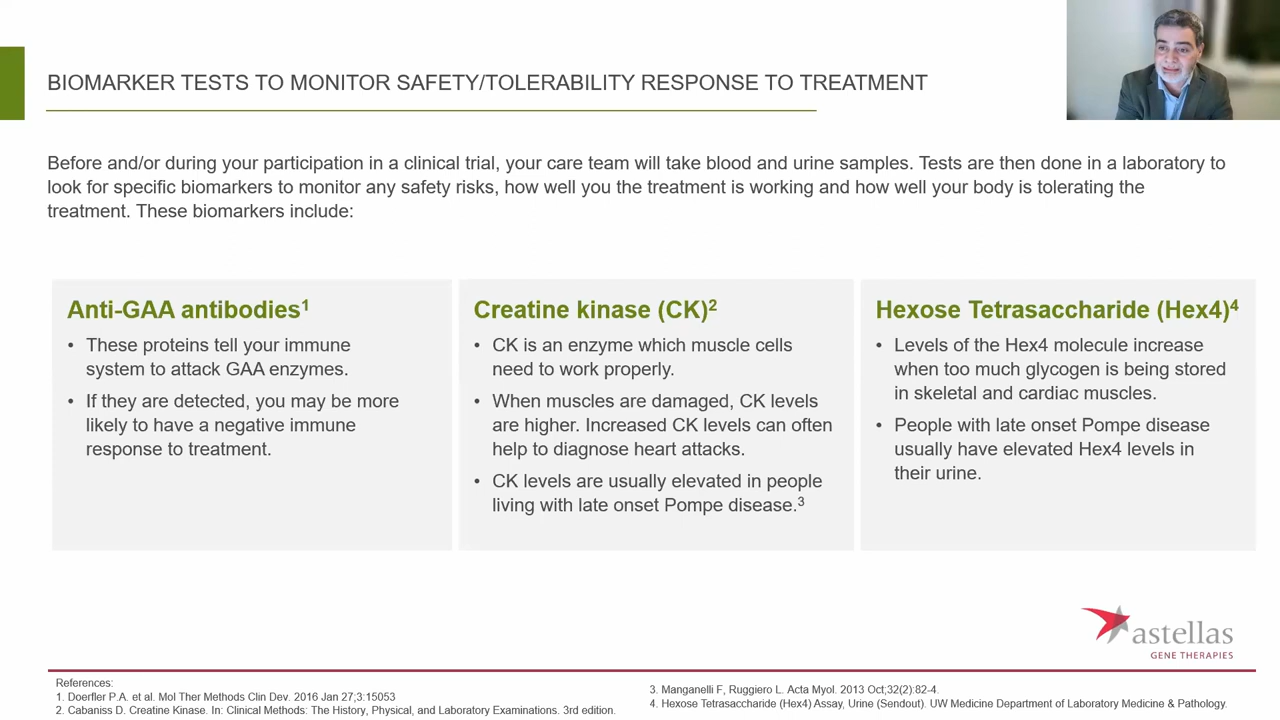 BIOMARKER TESTS TO MONITOR SAFETY/TOLERABILITY RESPONSE TO TREATMENT
Before and/or during your participation in a clinical trial, your care team will take blood and urine samples. Tests are then done in a laboratory to
look for specific biomarkers to monitor any safety risks, how well you the treatment is working and how well your body is tolerating the
treatment. These biomarkers include:
Anti-GAA antibodies¹
• These proteins tell your immune
system to attack GAA enzymes.
• If they are detected, you may be more
likely to have a negative immune
response to treatment.
Creatine kinase (CK)²
• CK is an enzyme which muscle cells
need to work properly.
• When muscles are damaged, CK levels
are higher. Increased CK levels can often
help to diagnose heart attacks.
• CK levels are usually elevated in people
living with late onset Pompe disease.³
Hexose Tetrasaccharide (Hex4)⁴
• Levels of the Hex4 molecule increase
when too much glycogen is being stored
in skeletal and cardiac muscles.
• People with late onset Pompe disease
usually have elevated Hex4 levels in
their urine.
astellas
GENE THERAPIES
References:
1. Doerfler P.A. et al. Mol Ther Methods Clin Dev. 2016 Jan 27;3:15053
2. Cabaniss D. Creatine Kinase. In: Clinical Methods: The History, Physical, and Laboratory Examinations. 3rd edition.
3. Manganelli F, Ruggiero L. Acta Myol. 2013 Oct;32(2):82-4.
4. Hexose Tetrasaccharide (Hex4) Assay, Urine (Sendout). UW Medicine Department of Laboratory Medicine & Pathology.